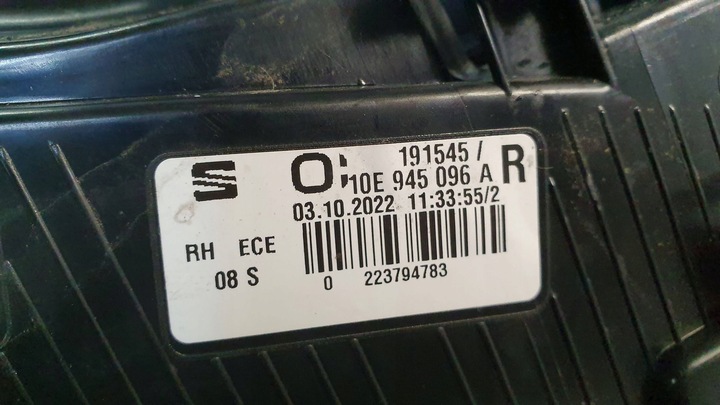 191545 /
10E 945 096 A R
03.10.2022 11:33:55/2
RH ECE
08 S
0 223794783